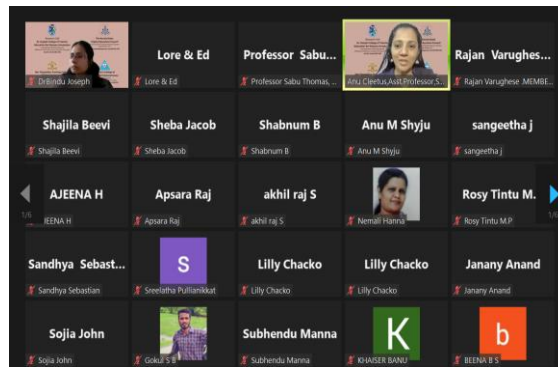 Drlindu Joseph
Lore & Ed
Lore & Ed
Professor Sabu...
Professor Sabu Thomas, ...
Anu Cleetus,Asst.Professor,S...
Rajan Varughes...
Rajan Varughese ,MEMBE...
Shajila Beevi
Shajila Beevi
Sheba Jacob
Sheba Jacob
Shabnum B
Shabnum B
Anu M Shyju
Anu M Shyju
sangeetha j
sangeetha j
1/6
AJEENA H
JEENA H
Apsara Raj
Apsara Raj
akhil raj S
akhil raj S
Nemali Hanna
Rosy Tintu M.
Rosy Tintu M.P
1/6
Sandhya Sebast...
Sandhya Sebastian
S
Sreelatha Pullianikkat
Lilly Chacko
Lilly Chacko
Lilly Chacko
Lilly Chacko
Janany Anand
Janany Anand
Sojia John
Sojia John
Gokul S B
Subhendu Manna
Subhendu Manna
K
KHAISER BANU
b
BEENA B S